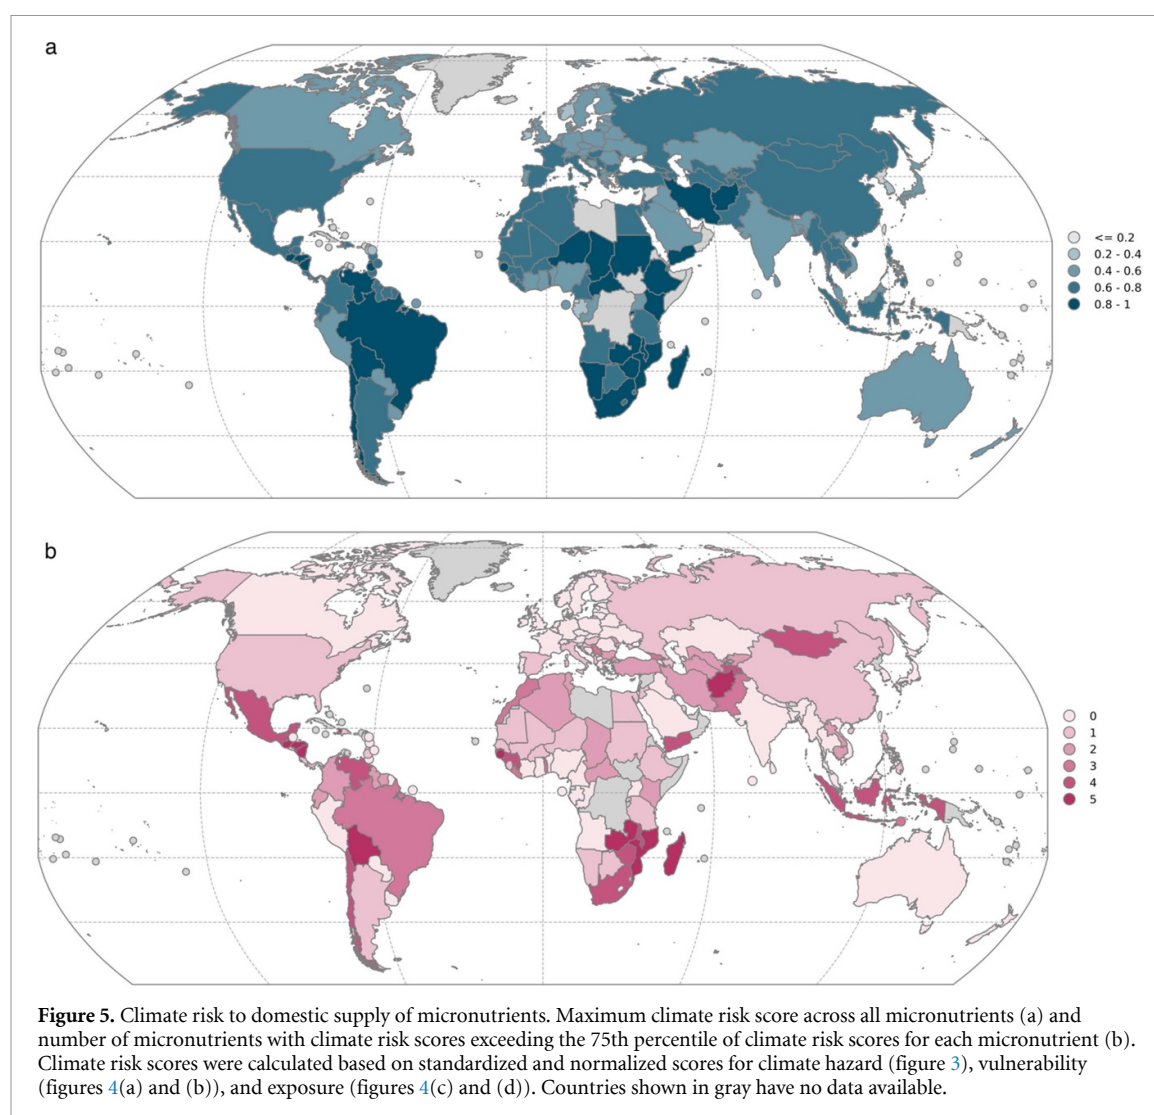 a
<= 0.2
0.2 - 0.4
0.4 - 0.6
0.6 - 0.8
0.8 - 1
b
0
1
2
3
4
5
Figure 5. Climate risk to domestic supply of micronutrients. Maximum climate risk score across all micronutrients (a) and
number of micronutrients with climate risk scores exceeding the 75th percentile of climate risk scores for each micronutrient (b).
Climate risk scores were calculated based on standardized and normalized scores for climate hazard (figure 3), vulnerability
(figures 4(a) and (b)), and exposure (figures 4(c) and (d)). Countries shown in gray have no data available.